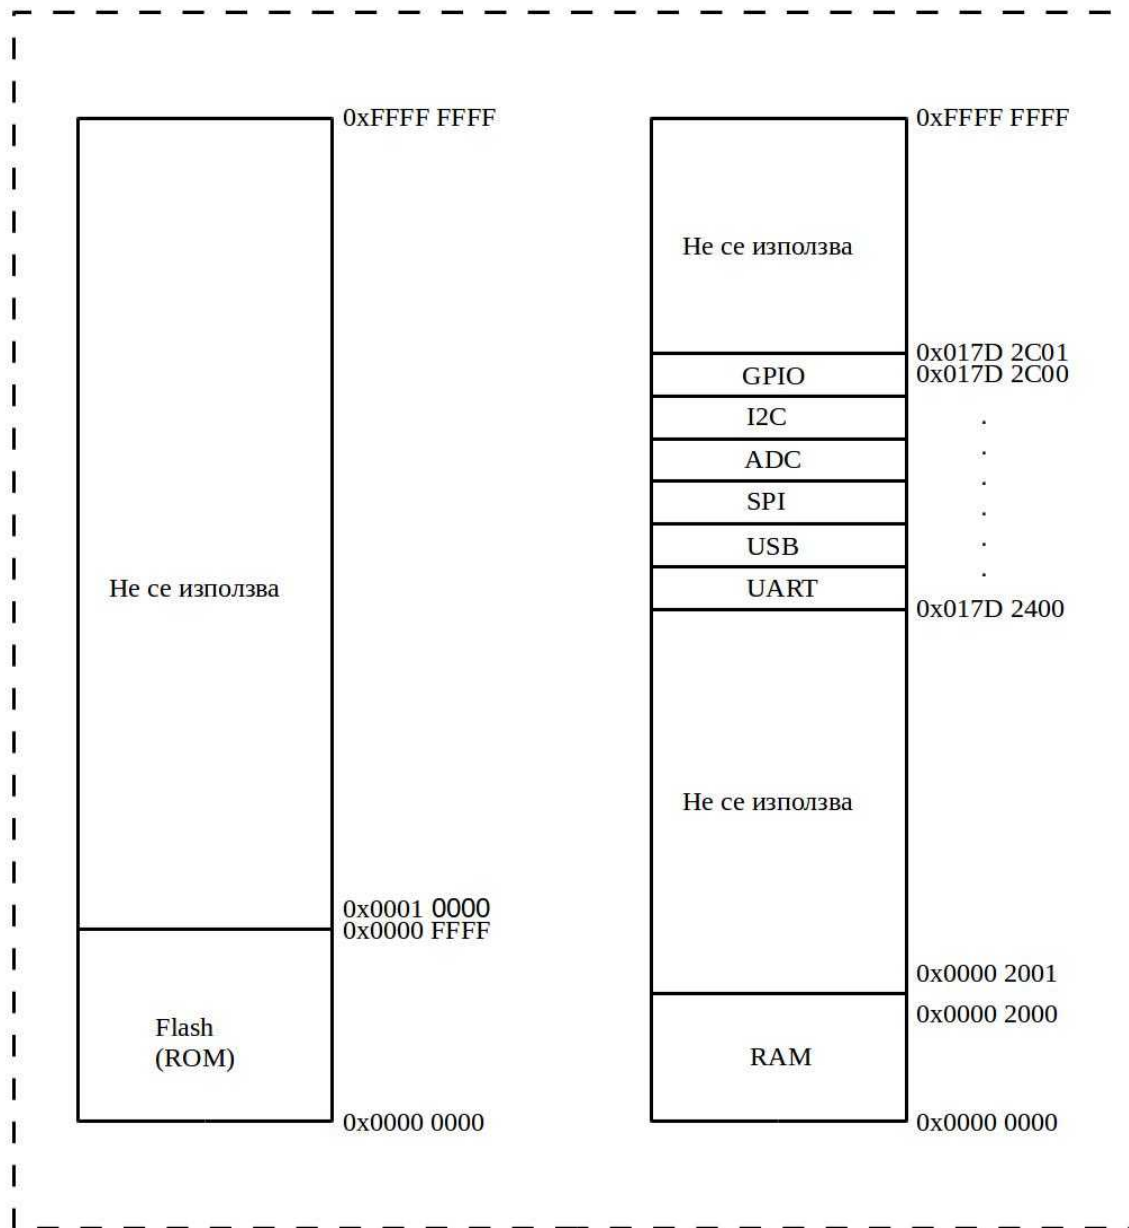 0xFFFF FFFF
Не се използва
0x0001 0000
0x0000 FFFF
Flash
(ROM)
0x0000 0000
0xFFFF FFFF
Не се използва
0x017D 2C01
GPIO
0x017D 2C00
I2C
ADC
SPI
USB
UART
0x017D 2400
Не се използва
0x0000 2001
0x0000 2000
RAM
0x0000 0000